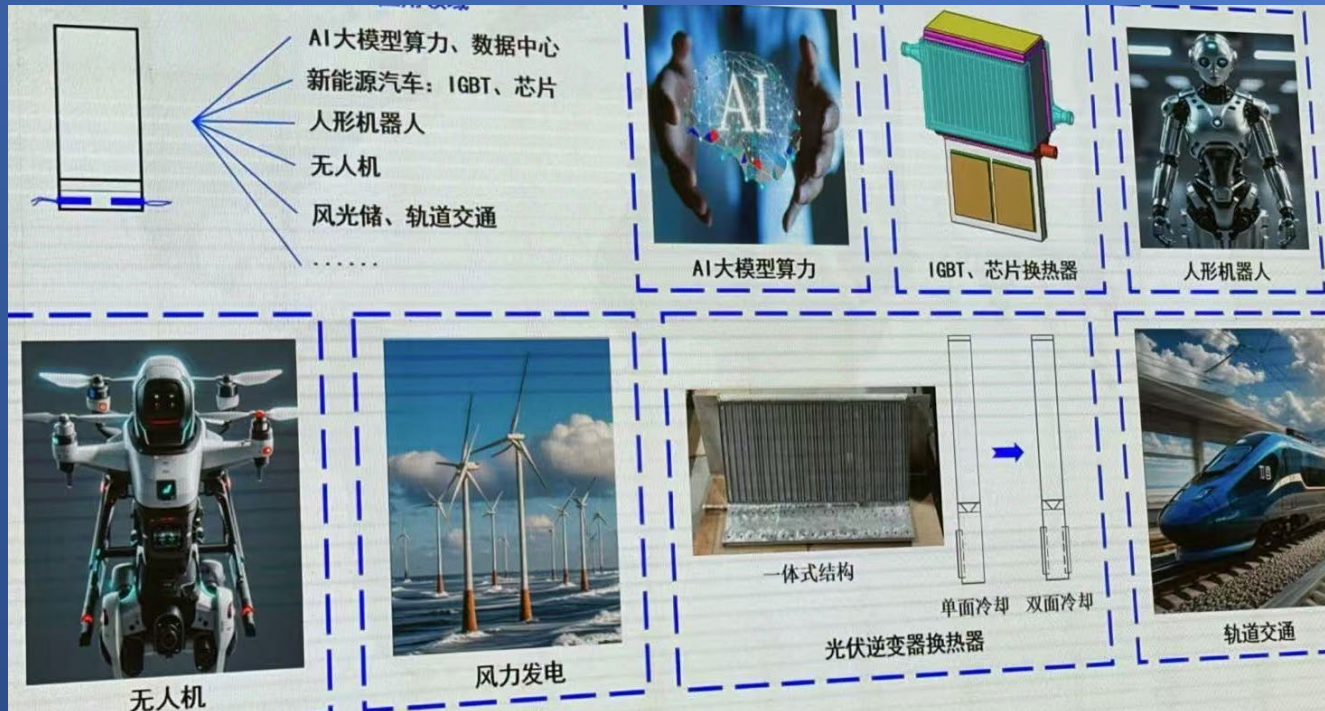 AI大模型算力、数据中心
新能源汽车：IGBT、芯片
人形机器人
无人机
风光储、轨道交通
......
AI
AI大模型算力
IGBT、芯片换热器
人形机器人
无人机
风力发电
一体式结构
单面冷却 双面冷却
光伏逆变器换热器
轨道交通